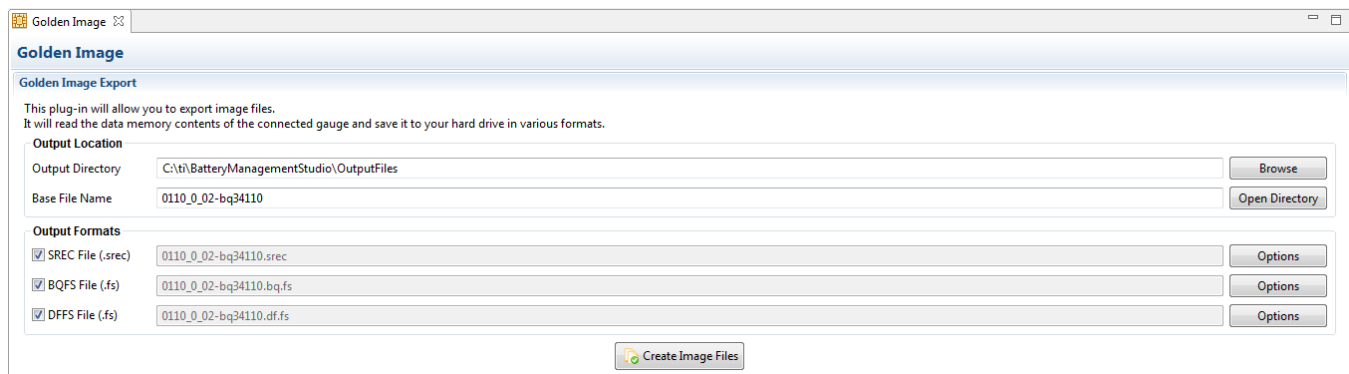 Golden Image
Golden Image
Golden Image Export
This plug-in will allow you to export image files.
It will read the data memory contents of the connected gauge and save it to your hard drive in various formats.
Output Location
Output Directory C:\ti\BatteryManagementStudio\OutputFiles Browse
Base File Name 0110_0_02-bq34110 Open Directory
Output Formats
SREC File (.srec) 0110_0_02-bq34110.srec Options
BQFS File (.fs) 0110_0_02-bq34110.bq.fs Options
DFFS File (.fs) 0110_0_02-bq34110.df.fs Options
Create Image Files